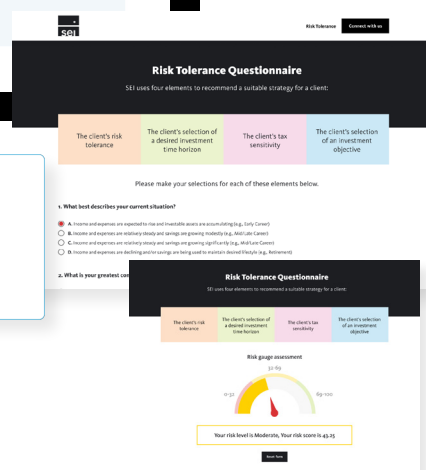 sei
Risk Tolerance
Connect with us
Risk Tolerance Questionnaire
SEI uses four elements to recommend a suitable strategy for a client:
The client's risk
tolerance
The client's selection of
a desired investment
time horizon
The client's tax
sensitivity
The client's selection
of an investment
objective
Please make your selections for each of these elements below.
1. What best describes your current situation?
A. Income and expenses are expected to rise and investable assets are accumulating (e.g., Early Career)
B. Income and expenses are relatively steady and savings are growing modestly (e.g., Mid/Late Career)
C. Income and expenses are relatively steady and savings are growing significantly (e.g., Mid/Late Career)
D. Income and expenses are declining and/or savings are being used to maintain desired lifestyle (e.g., Retirement)
2. What is your greatest con
Risk Tolerance Questionnaire
SEI uses four elements to recommend a suitable strategy for a client:
The client's risk
tolerance
The client's selection of
a desired investment
time horizon
The client's tax
sensitivity
The client's selection
of an investment
objective
Risk gauge assessment
32-69
0-32
69-100
Your risk level is Moderate, Your risk score is 43.25
Reset Form